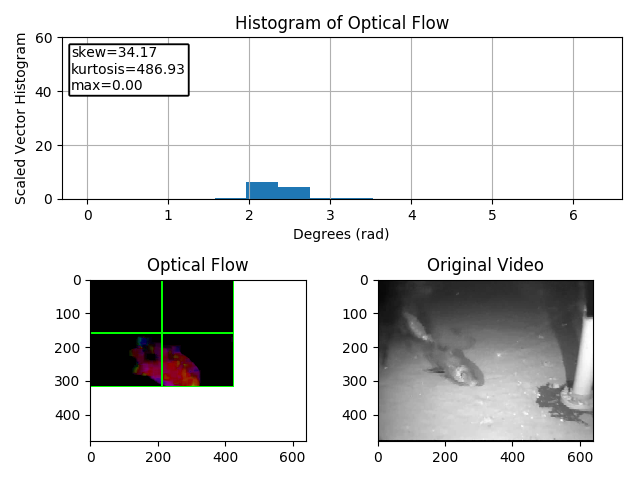 Histogram of Optical Flow
Scaled Vector Histogram
60
40
20
0
skew=34.17
kurtosis=486.93
max=0.00
0 1 2 3 4 5 6
Degrees (rad)
Optical Flow
0
100
200
300
400
0 200 400 600
Original Video
0
100
200
300
400
0 200 400 600